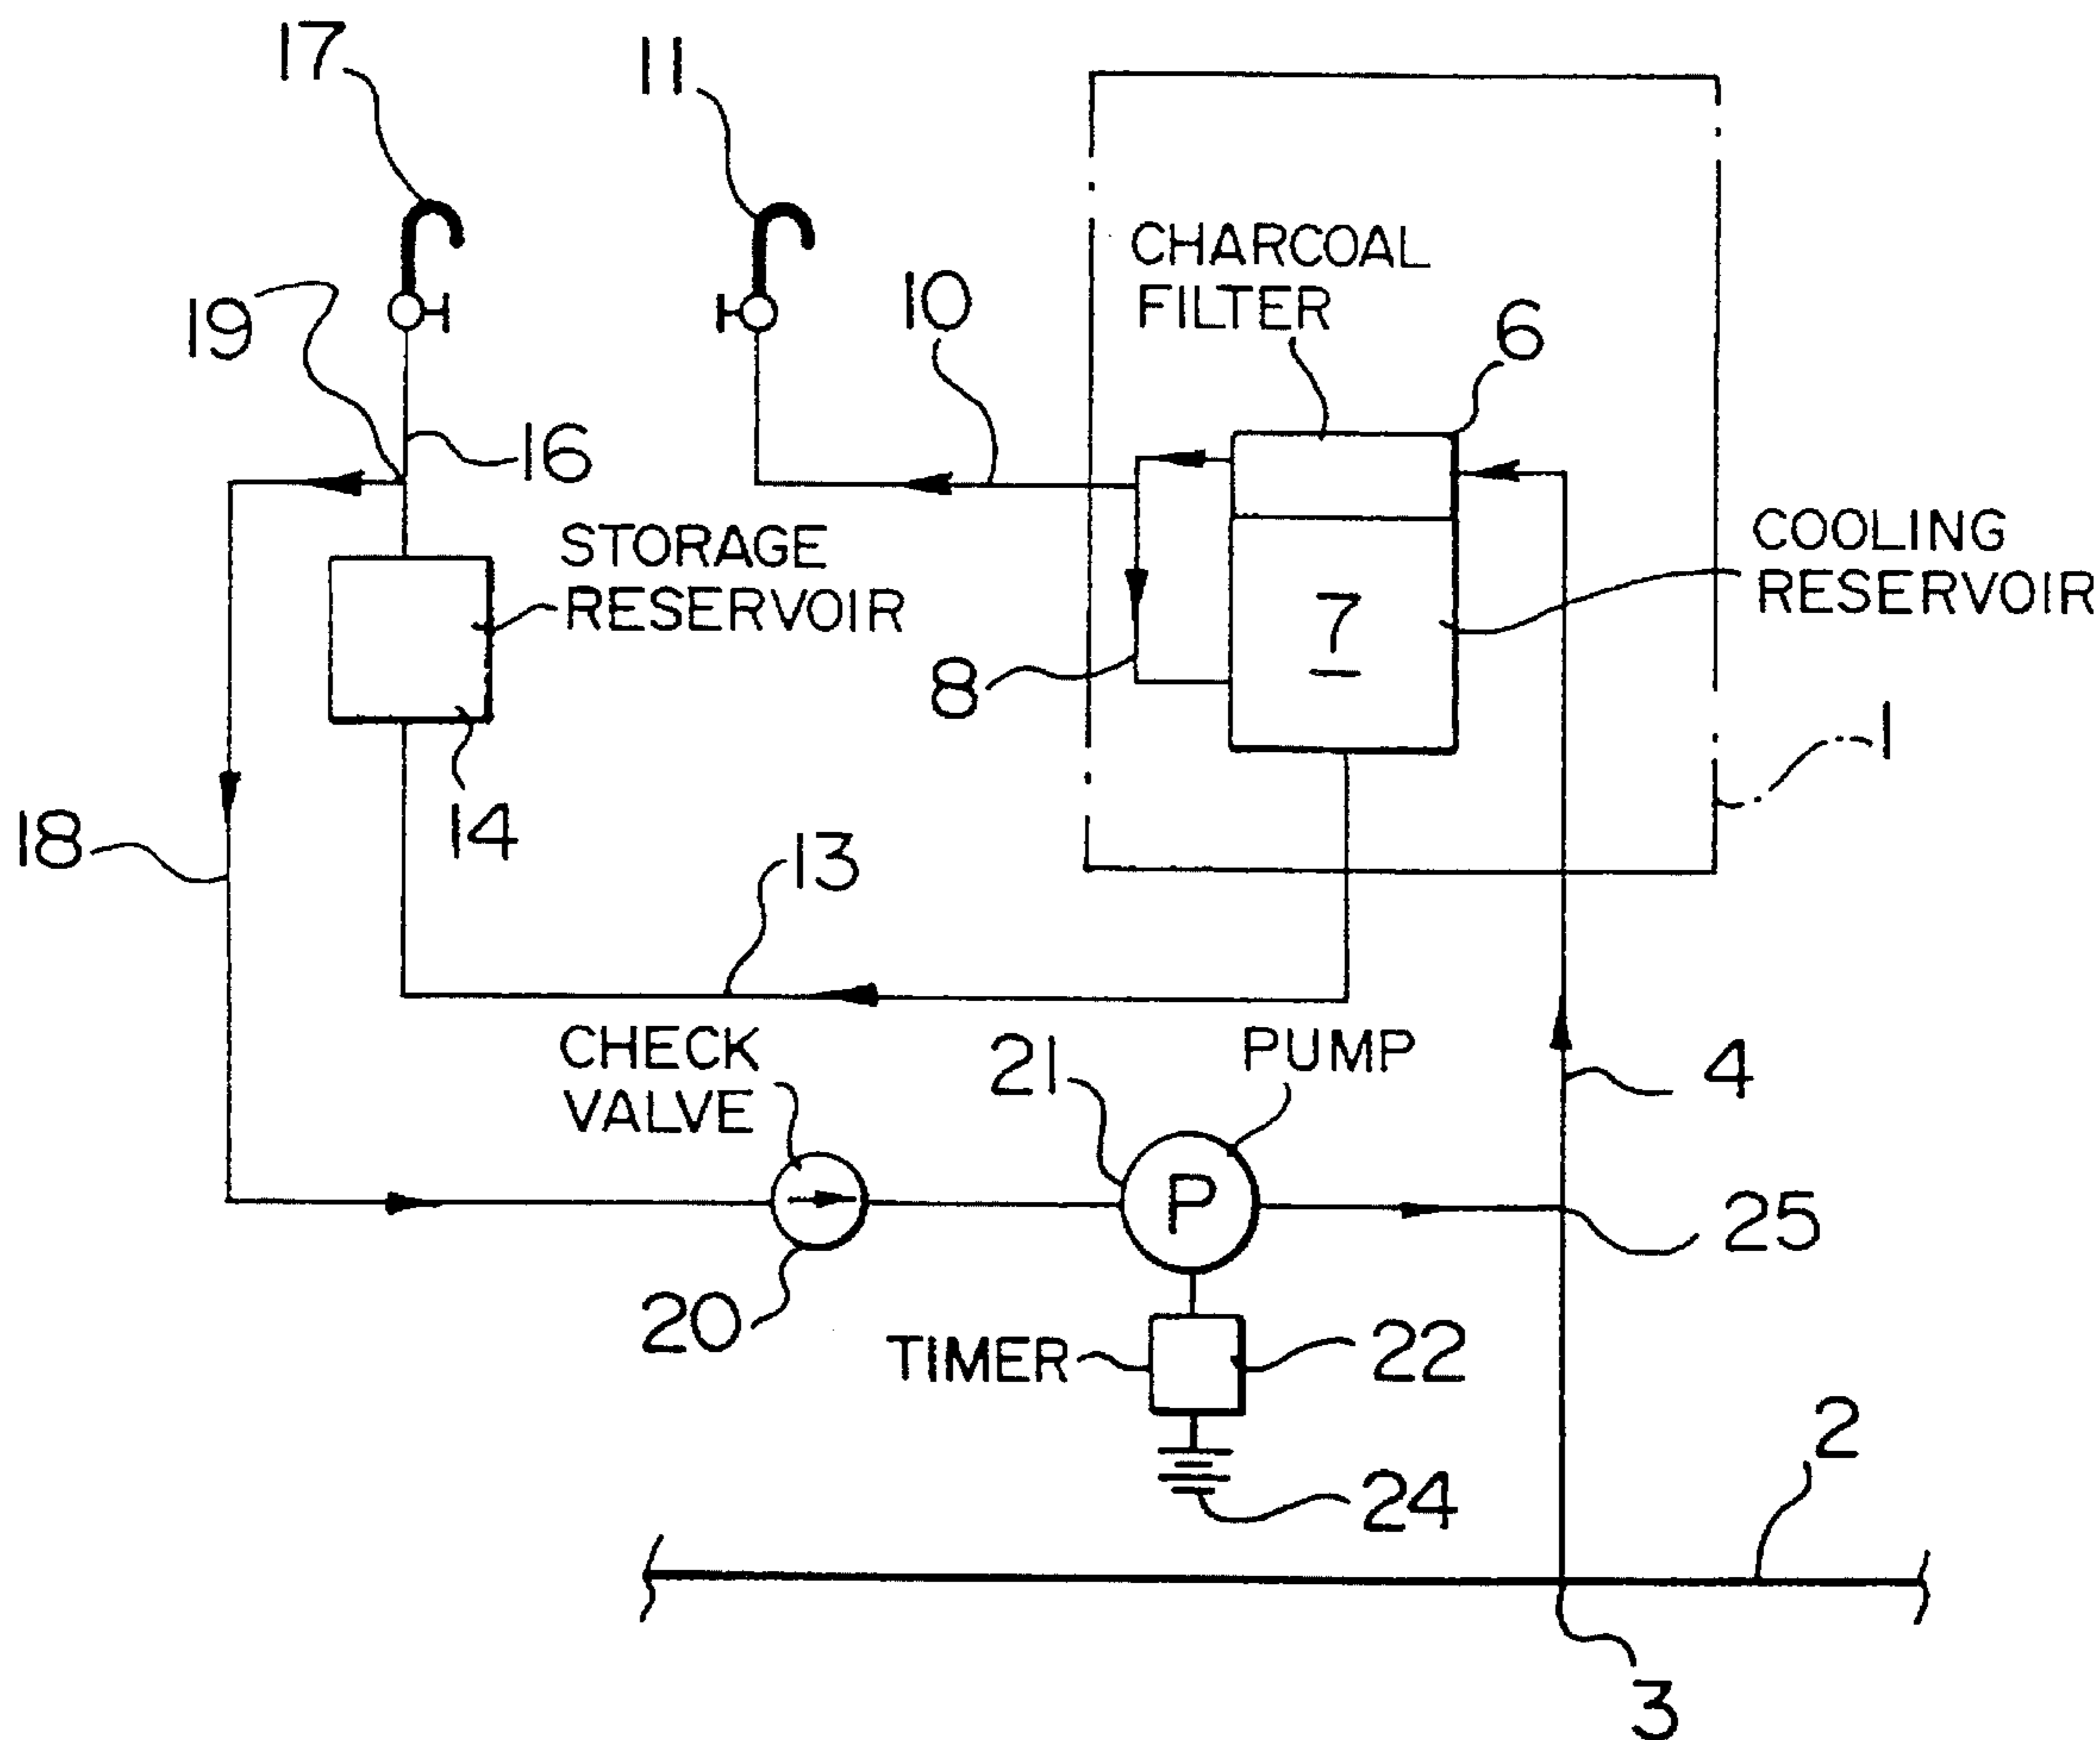 17
11
CHARCOAL
FILTER
10
6
19
16
STORAGE
RESERVOIR
COOLING
RESERVOIR
7
8
1
14
18
13
CHECK
VALVE
21
PUMP
4
P
25
20
TIMER
22
2
24
3